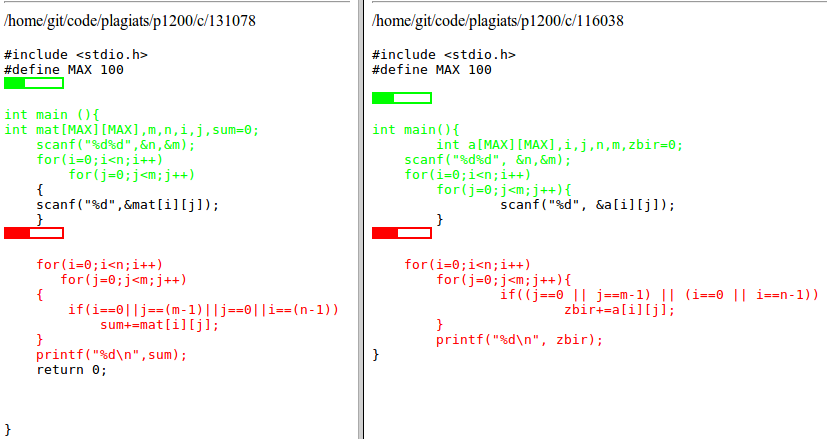 /home/git/code/plagiats/p1200/c/131078
#include <stdio.h>
#define MAX 100
int main (){
int mat[MAX][MAX],m,n,i,j,sum=0;
    scanf("%d%d",&n,&m);
    for(i=0;i<n;i++)
        for(j=0;j<m;j++)
    {
    scanf("%d",&mat[i][j]);
    }
    for(i=0;i<n;i++)
       for(j=0;j<m;j++)
    {
        if(i==0||j==(m-1)||j==0||i==(n-1))
            sum+=mat[i][j];
    }
    printf("%d\n",sum);
    return 0;
}
/home/git/code/plagiats/p1200/c/116038
#include <stdio.h>
#define MAX 100
int main(){
        int a[MAX][MAX],i,j,n,m,zbir=0;
    scanf("%d%d", &n,&m);
    for(i=0;i<n;i++)
        for(j=0;j<m;j++){
                scanf("%d", &a[i][j]);
        }
    for(i=0;i<n;i++)
        for(j=0;j<m;j++){
                if((j==0 || j==m-1) || (i==0 || i==n-1))
                        zbir+=a[i][j];
        }
        printf("%d\n", zbir);
}